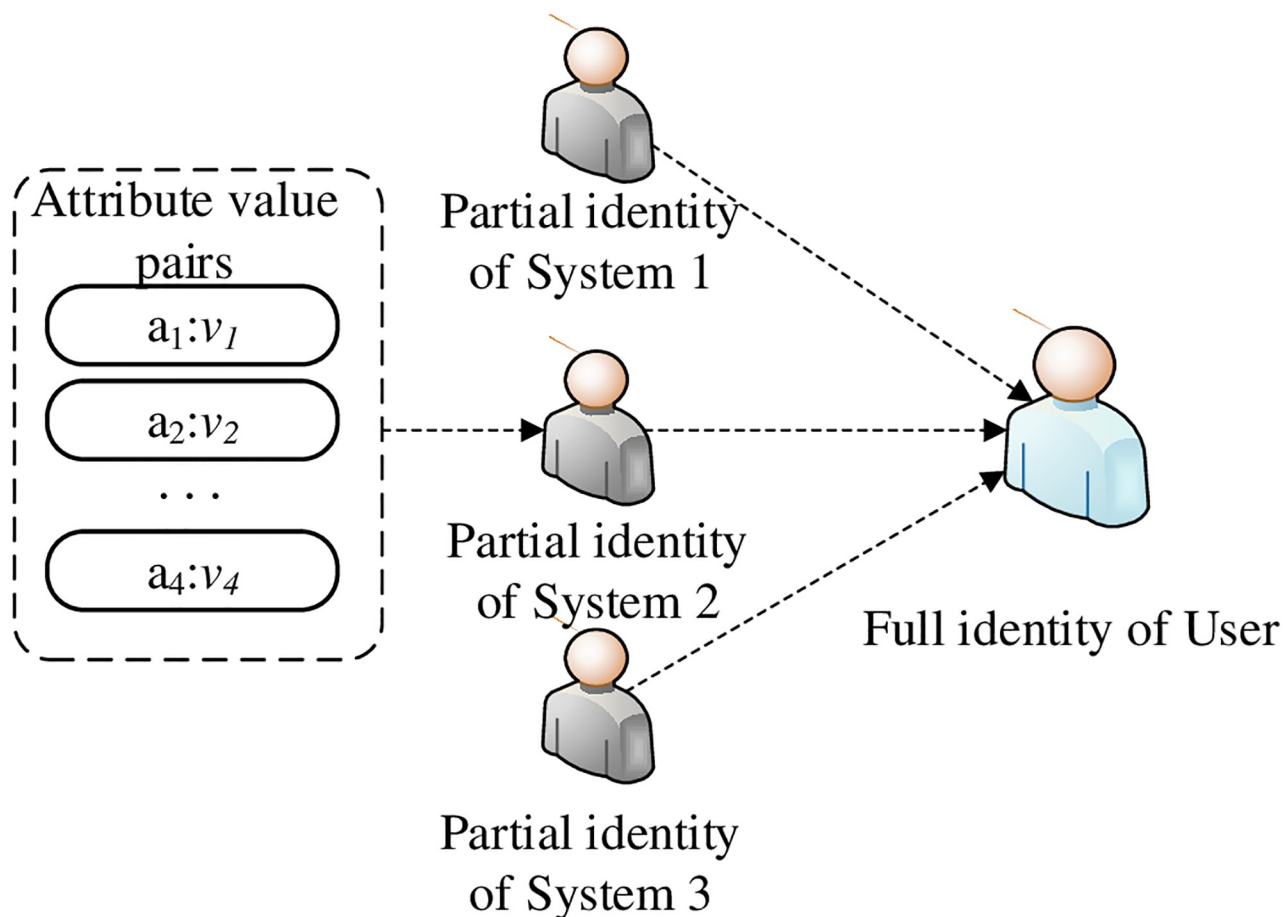 Attribute value
pairs
a₁:v₁
a₂:v₂
...
a₄:v₄
Partial identity
of System 1
Partial identity
of System 2
Partial identity
of System 3
Full identity of User